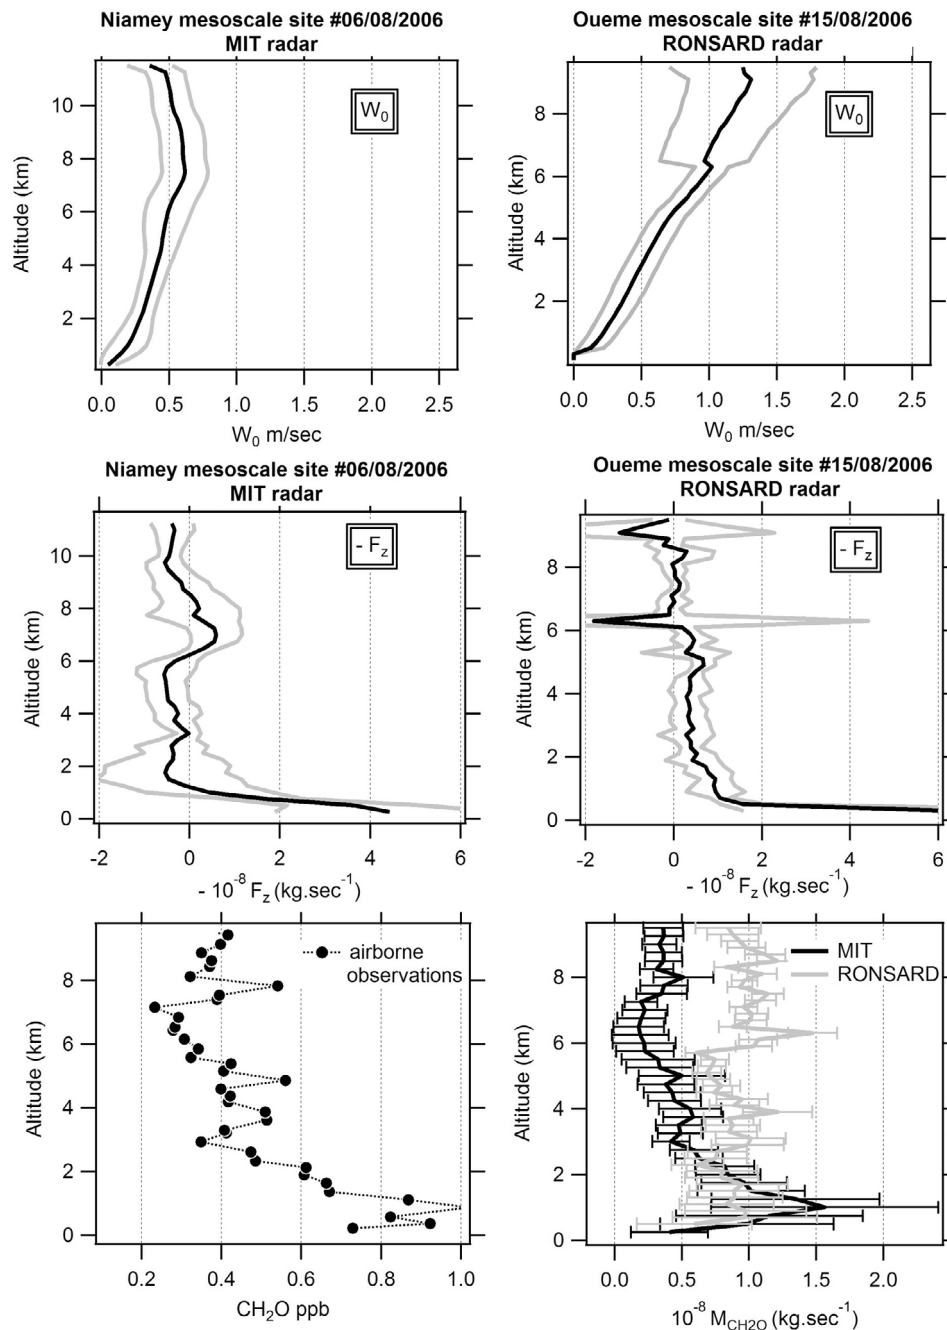 Niamey mesoscale site #06/08/2006
MIT radar
W₀
Altitude (km)
10
8
6
4
2
0.0 0.5 1.0 1.5 2.0 2.5
W₀ m/sec
Oueme mesoscale site #15/08/2006
RONSARD radar
W₀
Altitude (km)
8
6
4
2
0.0 0.5 1.0 1.5 2.0 2.5
W₀ m/sec
Niamey mesoscale site #06/08/2006
MIT radar
- F_z
Altitude (km)
10
8
6
4
2
0
-2 0 2 4 6
- 10⁻⁸ F_z (kg.sec⁻¹)
Oueme mesoscale site #15/08/2006
RONSARD radar
- F_z
Altitude (km)
8
6
4
2
0
-2 0 2 4 6
- 10⁻⁸ F_z (kg.sec⁻¹)
airborne
observations
Altitude (km)
8
6
4
2
0
0.2 0.4 0.6 0.8 1.0
CH₂O ppb
MIT
RONSARD
Altitude (km)
8
6
4
2
0
0.0 0.5 1.0 1.5 2.0
10⁻⁸ M_CH2O (kg.sec⁻¹)